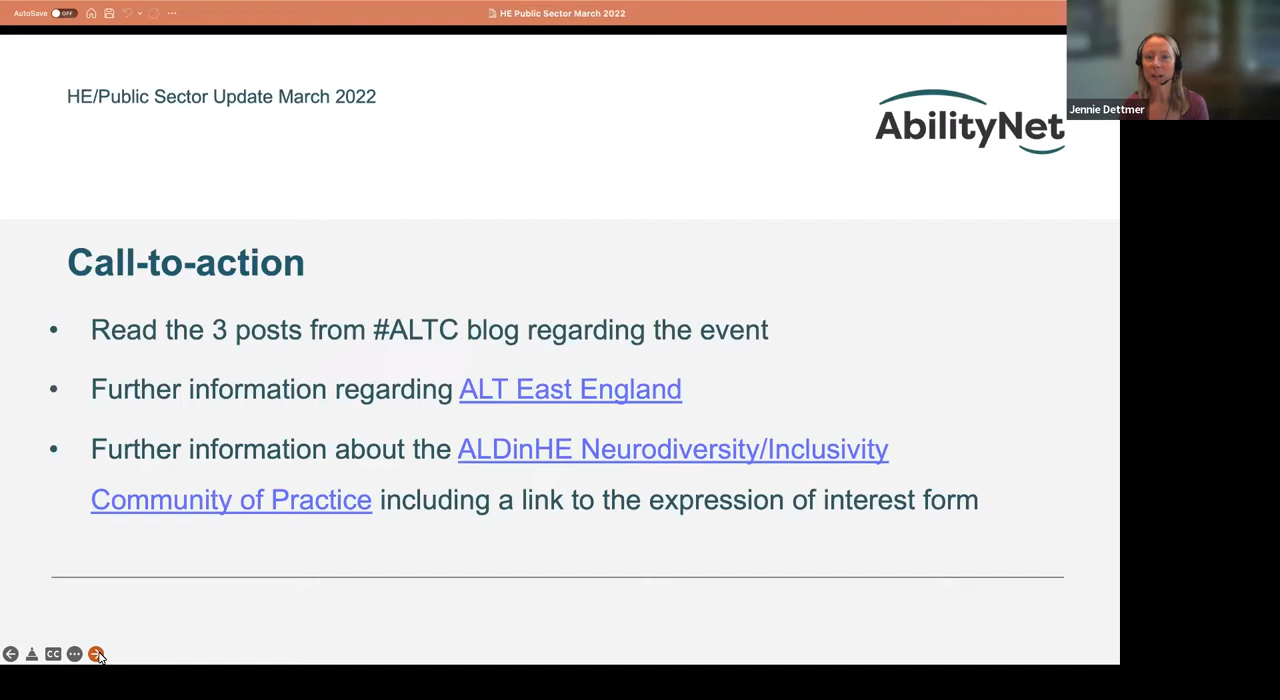 AutoSave OFF
HE Public Sector March 2022
Jennie Dettmer
HE/Public Sector Update March 2022
AbilityNet
Call-to-action
• Read the 3 posts from #ALTC blog regarding the event
• Further information regarding ALT East England
• Further information about the ALDinHE Neurodiversity/Inclusivity
Community of Practice including a link to the expression of interest form
CC